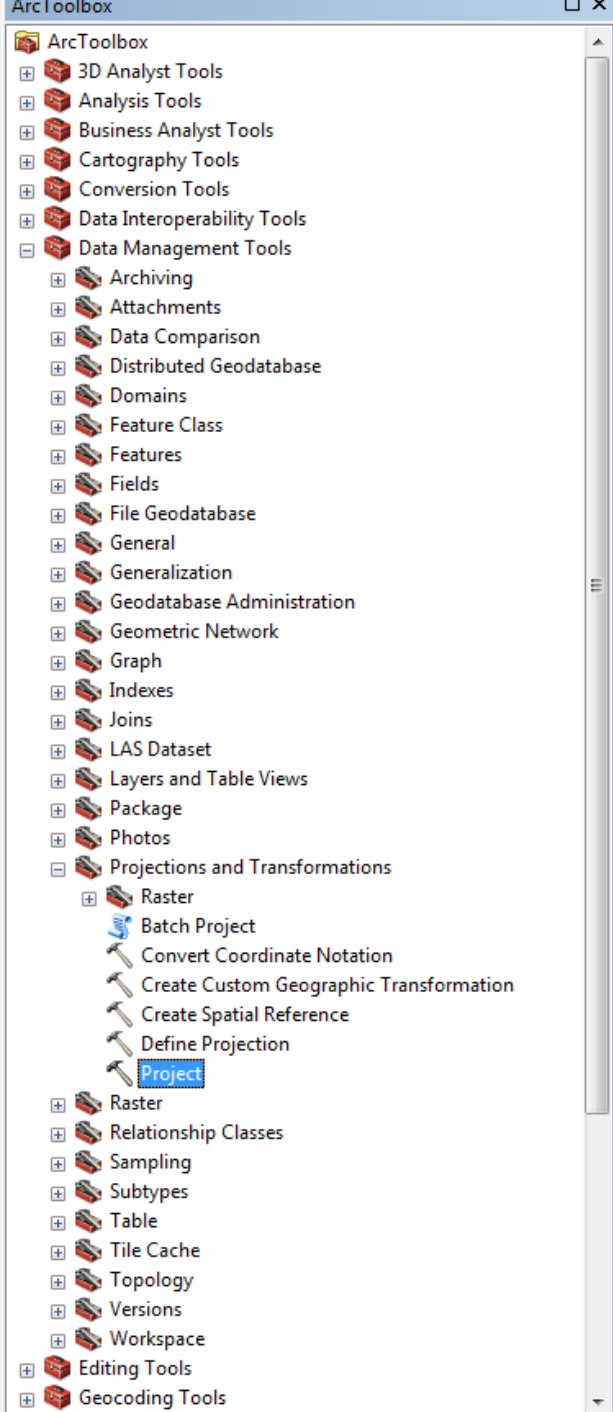 ArcToolbox
ArcToolbox
3D Analyst Tools
Analysis Tools
Business Analyst Tools
Cartography Tools
Conversion Tools
Data Interoperability Tools
Data Management Tools
Archiving
Attachments
Data Comparison
Distributed Geodatabase
Domains
Feature Class
Features
Fields
File Geodatabase
General
Generalization
Geodatabase Administration
Geometric Network
Graph
Indexes
Joins
LAS Dataset
Layers and Table Views
Package
Photos
Projections and Transformations
Raster
Batch Project
Convert Coordinate Notation
Create Custom Geographic Transformation
Create Spatial Reference
Define Projection
Project
Raster
Relationship Classes
Sampling
Subtypes
Table
Tile Cache
Topology
Versions
Workspace
Editing Tools
Geocoding Tools